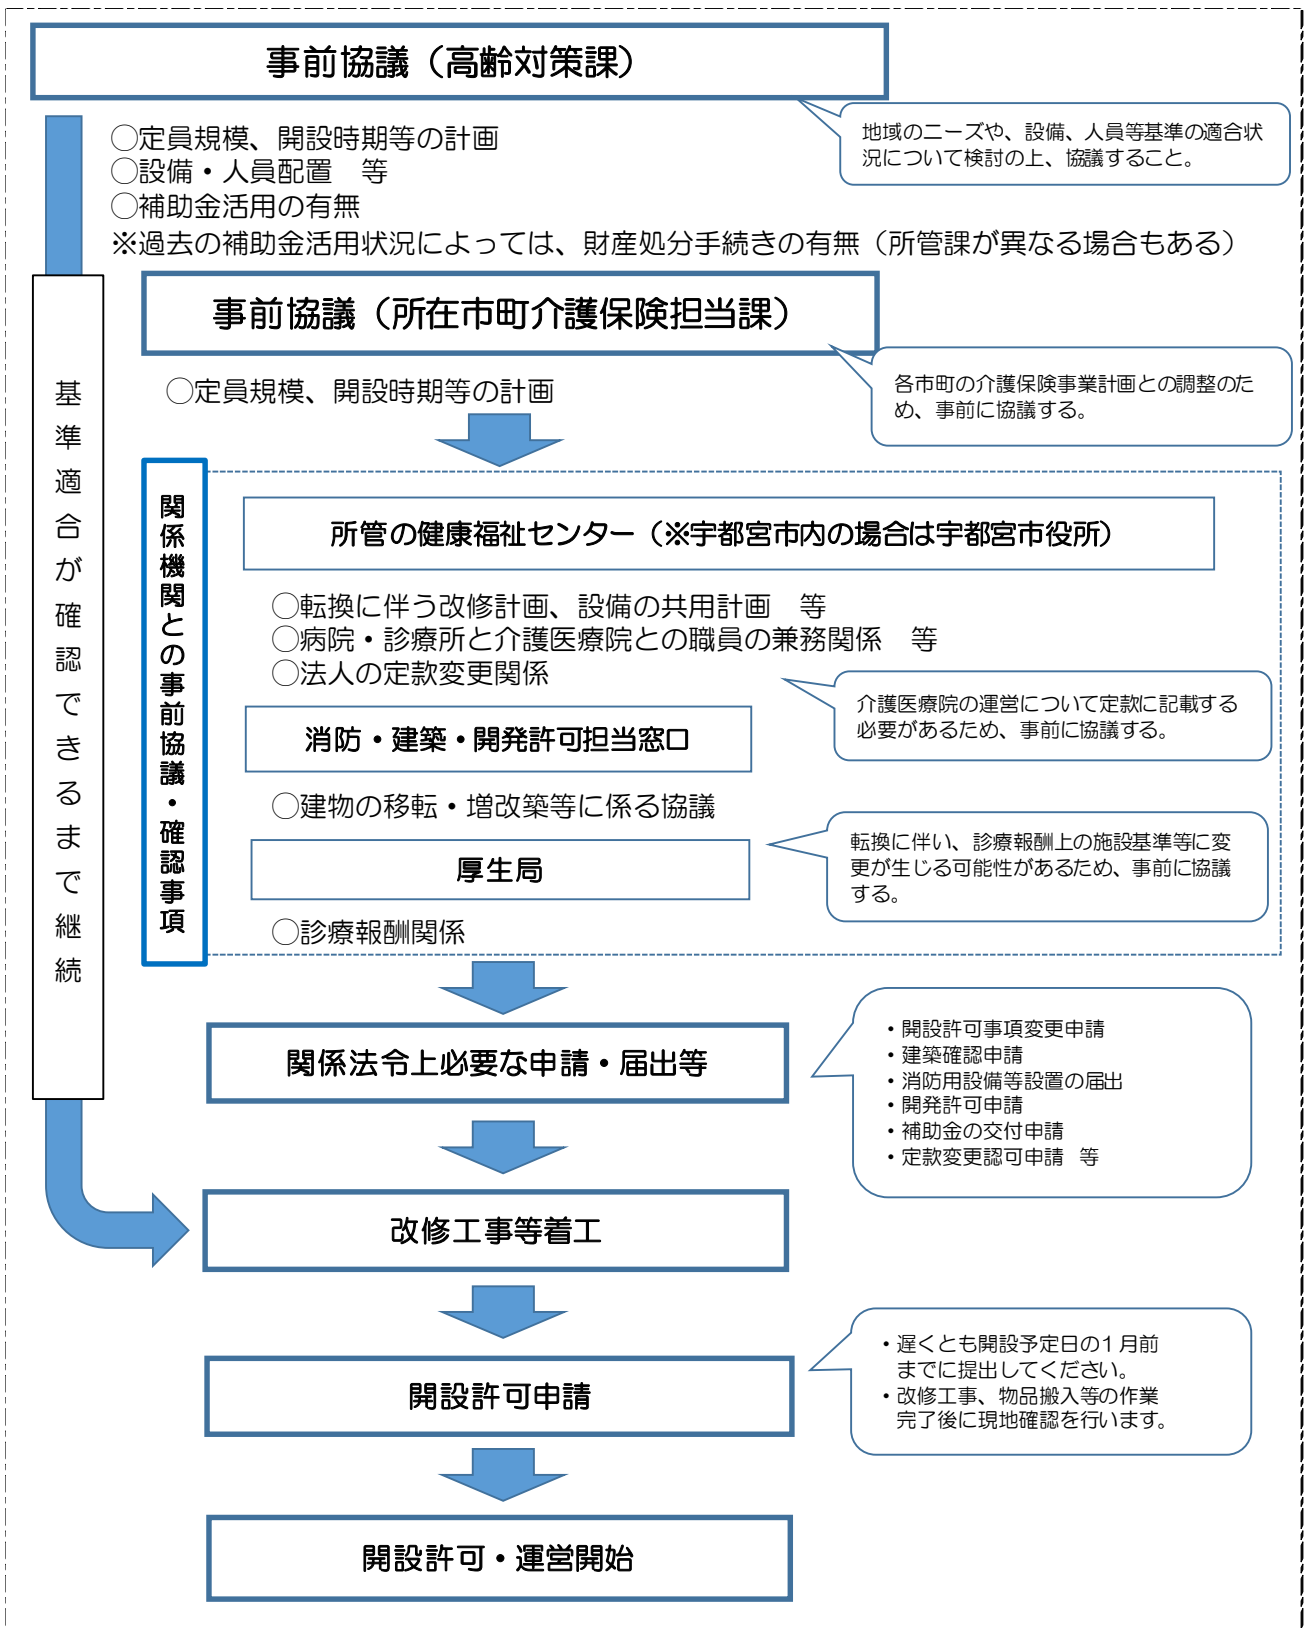 事前協議（高齢対策課）
地域のニーズや、設備、人員等基準の適合状
況について検討の上、協議すること。
○定員規模、開設時期等の計画
○設備・人員配置　等
○補助金活用の有無
※過去の補助金活用状況によっては、財産処分手続きの有無（所管課が異なる場合もある）
基準適合が確認できるまで継続
事前協議（所在市町介護保険担当課）
各市町の介護保険事業計画との調整のた
め、事前に協議する。
○定員規模、開設時期等の計画
関係機関との事前協議・確認事項
所管の健康福祉センター（※宇都宮市内の場合は宇都宮市役所）
○転換に伴う改修計画、設備の共用計画　等
○病院・診療所と介護医療院との職員の兼務関係　等
○法人の定款変更関係
介護医療院の運営について定款に記載する
必要があるため、事前に協議する。
消防・建築・開発許可担当窓口
○建物の移転・増改築等に係る協議
転換に伴い、診療報酬上の施設基準等に変
更が生じる可能性があるため、事前に協議
する。
厚生局
○診療報酬関係
関係法令上必要な申請・届出等
・開設許可事項変更申請
・建築確認申請
・消防用設備等設置の届出
・開発許可申請
・補助金の交付申請
・定款変更認可申請　等
改修工事等着工
開設許可申請
・遅くとも開設予定日の１月前
までに提出してください。
・改修工事、物品搬入等の作業
完了後に現地確認を行います。
開設許可・運営開始